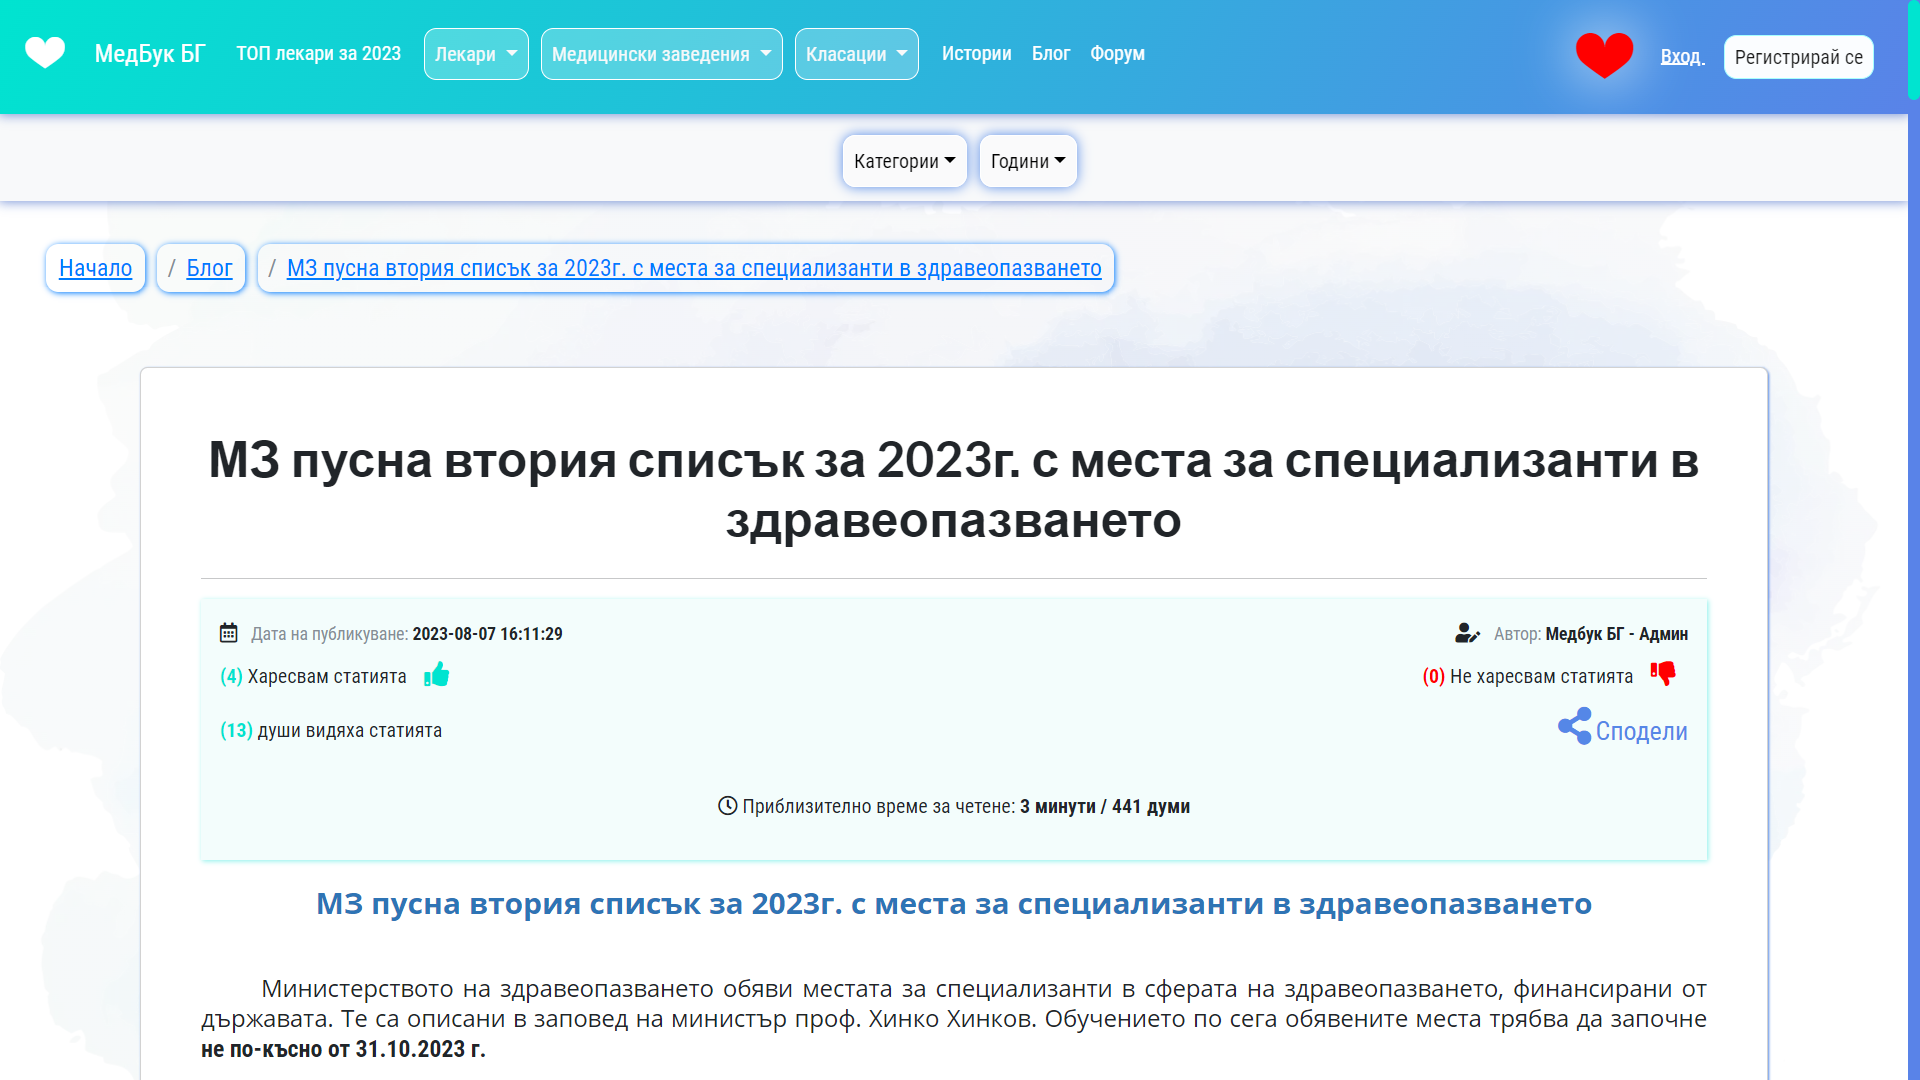 МедБук БГ ТОП лекари за 2023 Лекари Медицински заведения Класации Истории Блог Форум Вход Регистрирай се
Категории Години
Начало / Блог / МЗ пусна втория списък за 2023г. с места за специализанти в здравеопазването
МЗ пусна втория списък за 2023г. с места за специализанти в
здравеопазването
Дата на публикуване: 2023-08-07 16:11:29 Автор: Медбук БГ - Админ
(4) Харесвам статията (0) Не харесвам статията
(13) души видяха статията Сподели
Приблизително време за четене: 3 минути / 441 думи
МЗ пусна втория списък за 2023г. с места за специализанти в здравеопазването
Министерството на здравеопазването обяви местата за специализанти в сферата на здравеопазването, финансирани от
държавата. Те са описани в заповед на министър проф. Хинко Хинков. Обучението по сега обявените места трябва да започне
не по-късно от 31.10.2023 г.